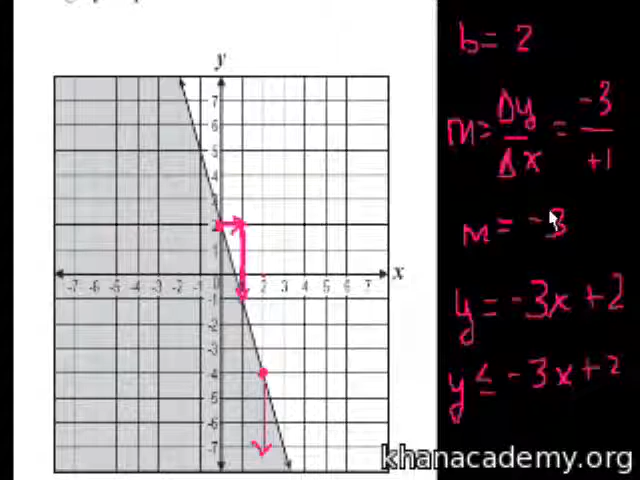 b = 2
y
7
6
5
4
3
2
1
m = Δy/Δx = -3/+1
m = -3
-7 -6 -5 -4 -3 -2 -1 0 1 2 3 4 5 6 7 x
-1
-2
-3
-4
-5
-6
-7
y = -3x + 2
y ≤ -3x + 2
khanacademy.org